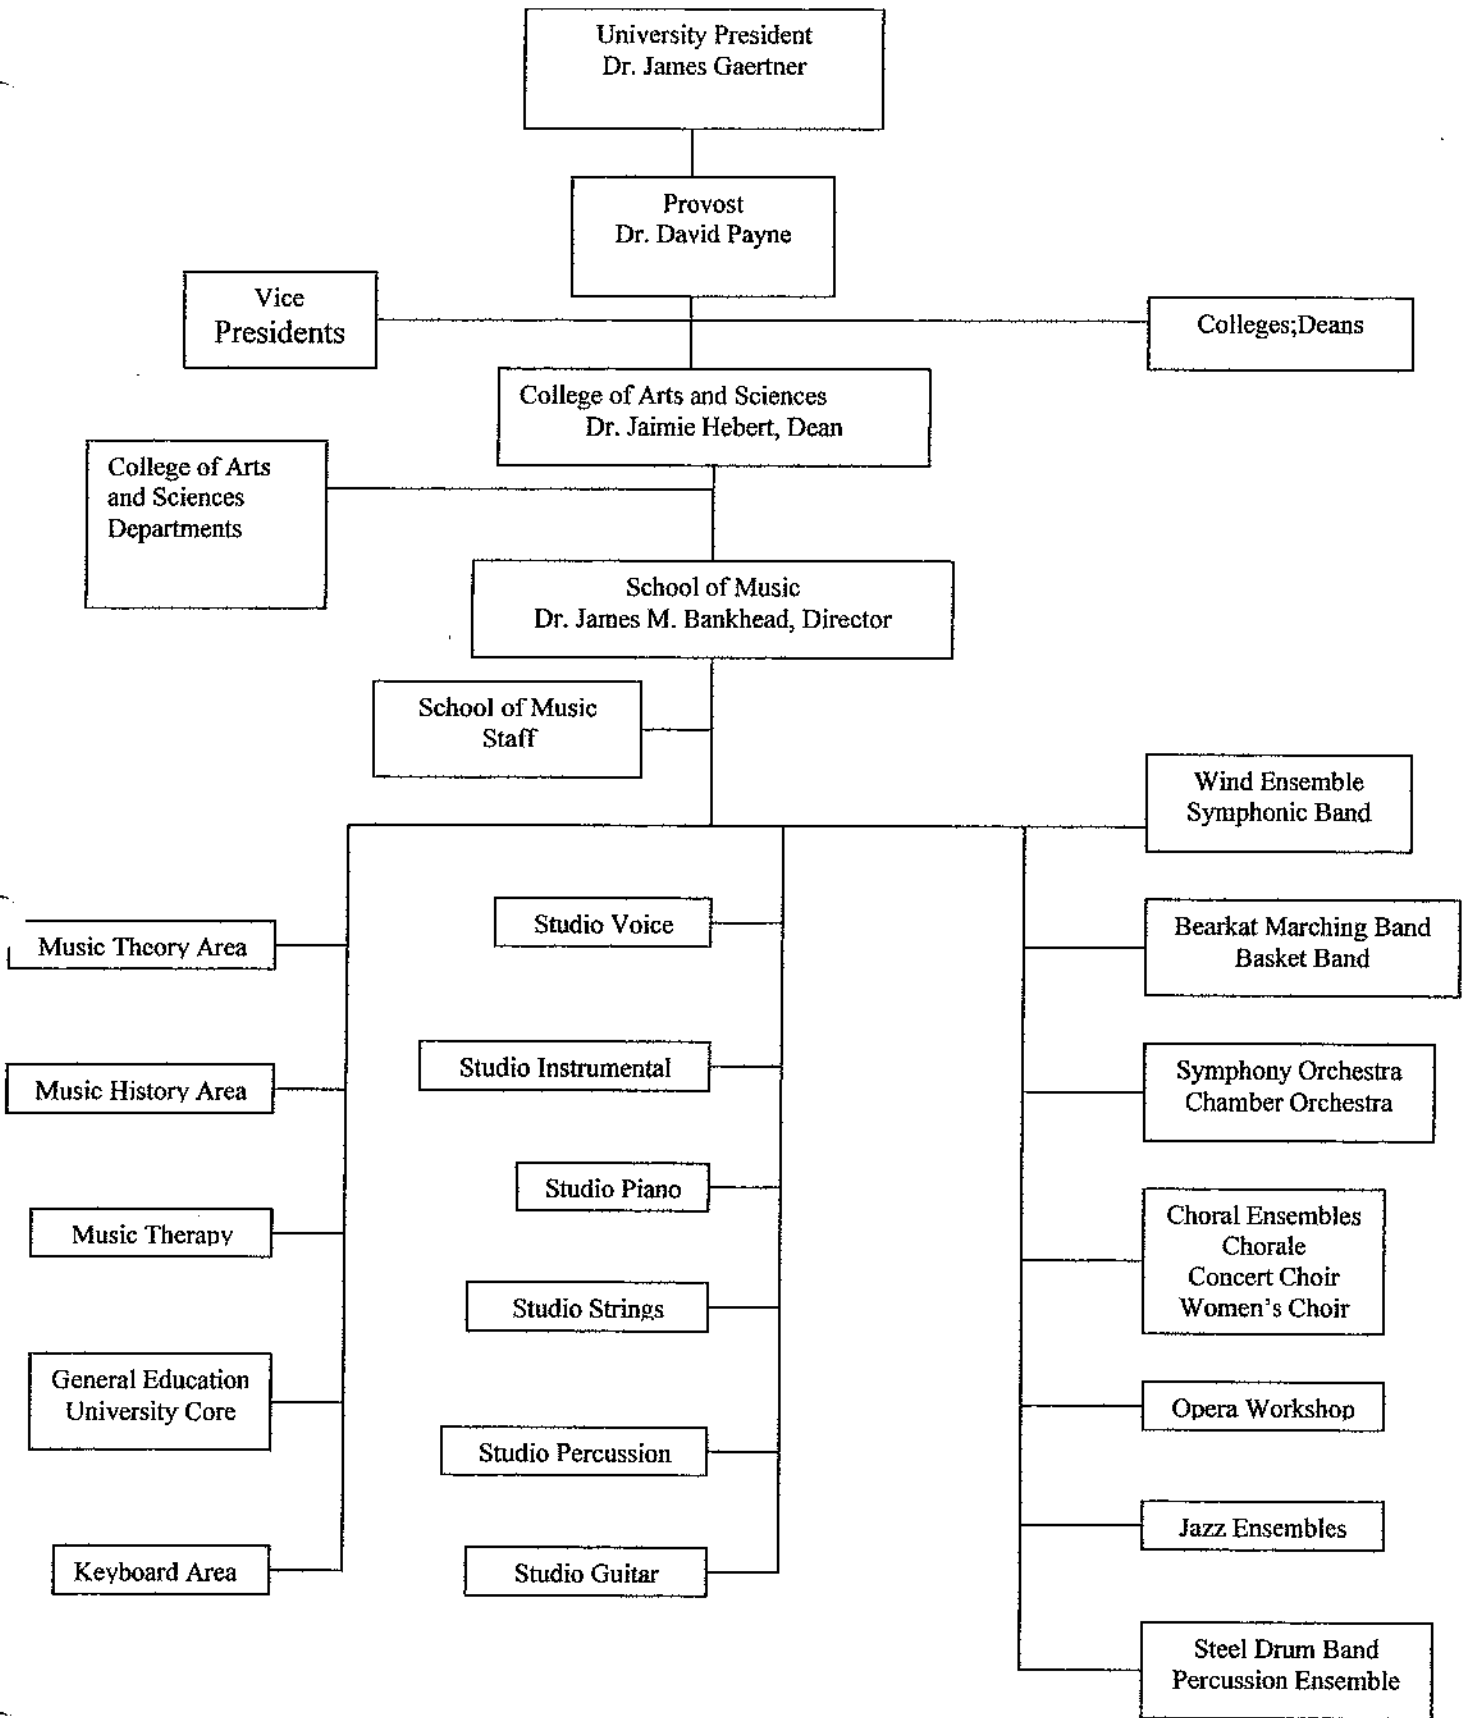 University President
Dr. James Gaertner
Provost
Dr. David Payne
Vice
Presidents
Colleges;Deans
College of Arts and Sciences
Dr. Jaimie Hebert, Dean
College of Arts
and Sciences
Departments
School of Music
Dr. James M. Bankhead, Director
School of Music
Staff
Wind Ensemble
Symphonic Band
Music Theory Area
Studio Voice
Bearkat Marching Band
Basket Band
Music History Area
Studio Instrumental
Symphony Orchestra
Chamber Orchestra
Music Therapy
Studio Piano
Choral Ensembles
Chorale
Concert Choir
Women's Choir
Studio Strings
General Education
University Core
Opera Workshop
Studio Percussion
Jazz Ensembles
Keyboard Area
Studio Guitar
Steel Drum Band
Percussion Ensemble